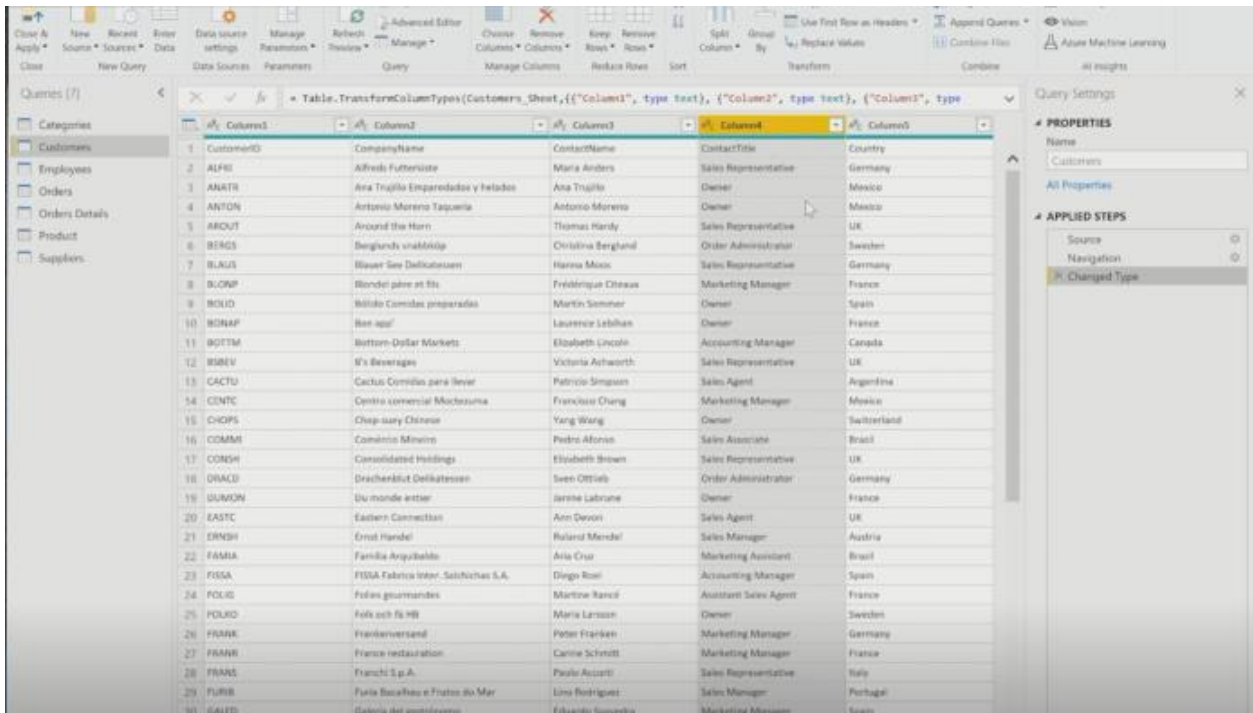 Close & Apply
New Source
Recent Sources
Enter Data
Data source settings
Manage Parameters
Refresh Preview
Advanced Editor
Manage
Choose Columns
Remove Columns
Keep Rows
Remove Rows
Split Column
Group By
Use First Row as Headers
Replace Values
Append Queries
Combine Files
Vision
Azure Machine Learning
Close
New Query
Data Sources
Parameters
Query
Manage Columns
Reduce Rows
Sort
Transform
Combine
AI Insights
Queries [7]
Categories
Customers
Employees
Orders
Orders Details
Product
Suppliers
fx = Table.TransformColumnTypes(Customers_Sheet,{{"Column1", type text}, {"Column2", type text}, {"Column3", type
Column1 Column2 Column3 Column4 Column5
1 CustomerID CompanyName ContactName ContactTitle Country
2 ALFKI Alfreds Futterkiste Maria Anders Sales Representative Germany
3 ANATR Ana Trujillo Emparedados y helados Ana Trujillo Owner Mexico
4 ANTON Antonio Moreno Taquería Antonio Moreno Owner Mexico
5 AROUT Around the Horn Thomas Hardy Sales Representative UK
6 BERGS Berglunds snabbköp Christina Berglund Order Administrator Sweden
7 BLAUS Blauer See Delikatessen Hanna Moos Sales Representative Germany
8 BLONP Blondel père et fils Frédérique Citeaux Marketing Manager France
9 BOLID Bólido Comidas preparadas Martín Sommer Owner Spain
10 BONAP Bon app' Laurence Lebihan Owner France
11 BOTTM Bottom-Dollar Markets Elizabeth Lincoln Accounting Manager Canada
12 BSBEV B's Beverages Victoria Ashworth Sales Representative UK
13 CACTU Cactus Comidas para llevar Patricio Simpson Sales Agent Argentina
14 CENTC Centro comercial Moctezuma Francisco Chang Marketing Manager Mexico
15 CHOPS Chop-suey Chinese Yang Wang Owner Switzerland
16 COMMI Comércio Mineiro Pedro Afonso Sales Associate Brazil
17 CONSH Consolidated Holdings Elizabeth Brown Sales Representative UK
18 DRACD Drachenblut Delikatessen Sven Ottlieb Order Administrator Germany
19 DUMON Du monde entier Janine Labrune Owner France
20 EASTC Eastern Connection Ann Devon Sales Agent UK
21 ERNSH Ernst Handel Roland Mendel Sales Manager Austria
22 FAMIA Familia Arquibaldo Aria Cruz Marketing Assistant Brazil
23 FISSA FISSA Fabrica Inter. Salchichas S.A. Diego Roel Accounting Manager Spain
24 FOLIG Folies gourmandes Martine Rancé Assistant Sales Agent France
25 FOLKO Folk och fä HB Maria Larsson Owner Sweden
26 FRANK Frankenversand Peter Franken Marketing Manager Germany
27 FRANR France restauration Carine Schmitt Marketing Manager France
28 FRANS Franchi S.p.A. Paolo Accorti Sales Representative Italy
29 FURIB Furia Bacalhau e Frutos do Mar Lino Rodriguez Sales Manager Portugal
30 GALED Galería del gastrónomo Eduardo Saavedra Marketing Manager Spain
Query Settings
PROPERTIES
Name
Customers
All Properties
APPLIED STEPS
Source
Navigation
Changed Type